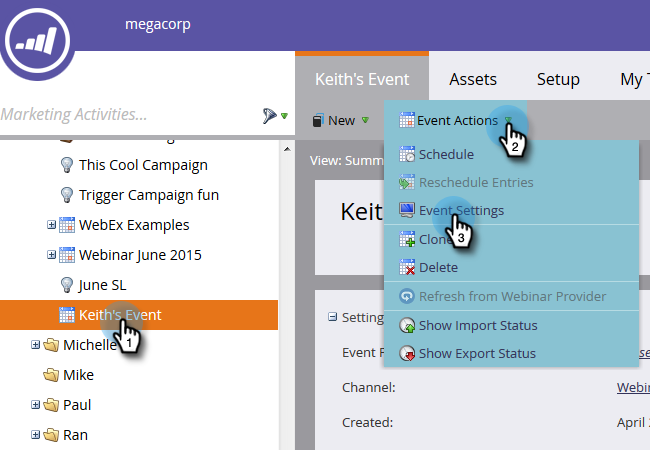 megacorp
Keith's Event Assets Setup My
Marketing Activities...
New Event Actions
2
This Cool Campaign
Trigger Campaign fun
WebEx Examples
Webinar June 2015
June SL
Keith's Event
1
Michelle
Mike
Paul
Ran
View: Summ
Schedule
Reschedule Entries
Event Settings
3
Clone
Delete
Refresh from Webinar Provider
Show Import Status
Show Export Status
Keit
Setting
Event P
Channel: Webin
Created: April 2